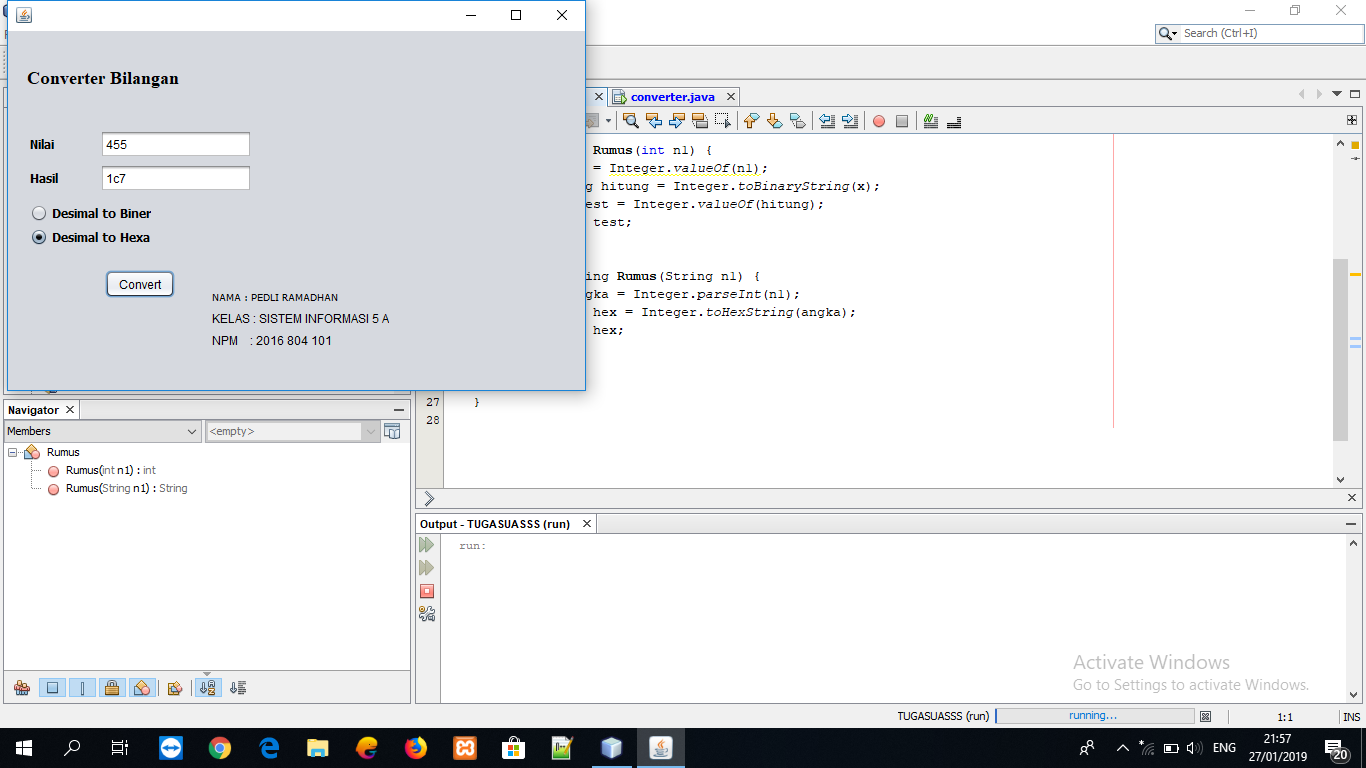 Search (Ctrl+I)
Converter Bilangan
Nilai 455
Hasil 1c7
Desimal to Biner
Desimal to Hexa
Convert
NAMA : PEDLI RAMADHAN
KELAS : SISTEM INFORMASI 5 A
NPM : 2016 804 101
converter.java
Rumus(int n1) {
= Integer.valueOf(n1);
g hitung = Integer.toBinaryString(x);
est = Integer.valueOf(hitung);
test;
ing Rumus(String n1) {
gka = Integer.parseInt(n1);
hex = Integer.toHexString(angka);
hex;
27 }
28
Navigator
Members <empty>
Rumus
Rumus(int n1) : int
Rumus(String n1) : String
Output - TUGASUASSS (run)
run:
Activate Windows
Go to Settings to activate Windows.
TUGASUASSS (run) running... 1:1 INS
ENG 21:57
27/01/2019 20